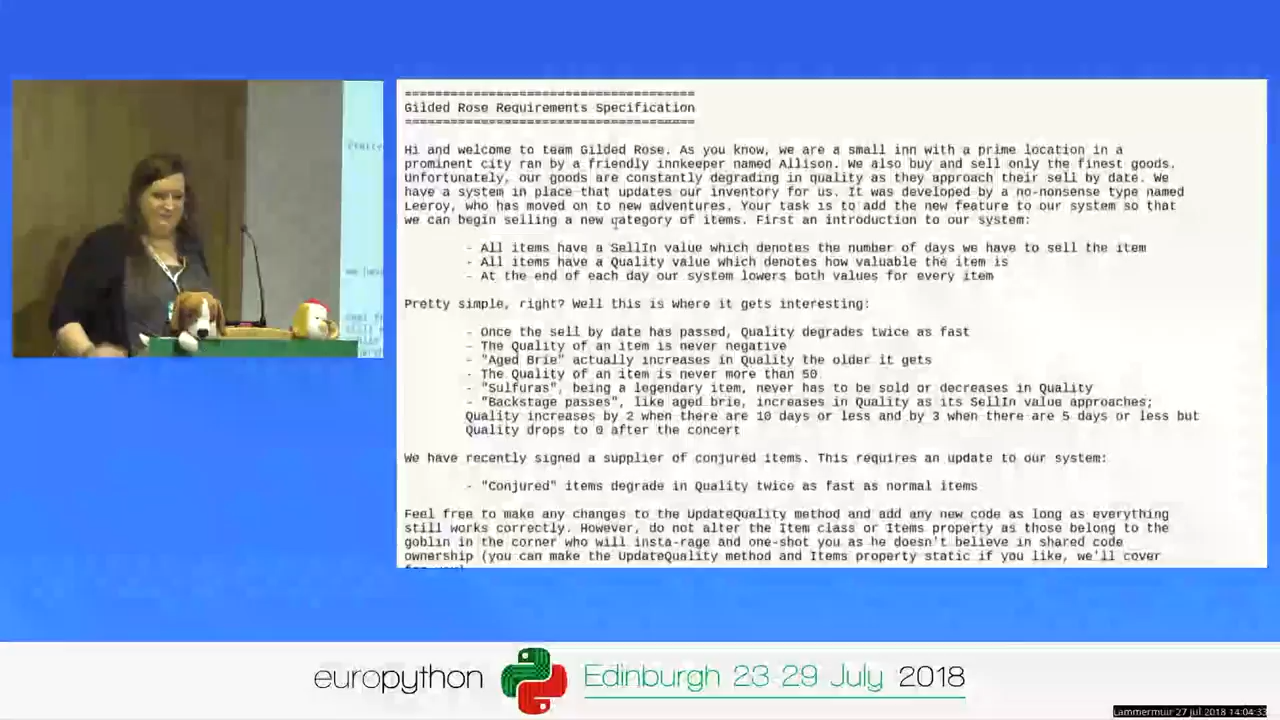 ====================================
Gilded Rose Requirements Specification
====================================
Hi and welcome to team Gilded Rose. As you know, we are a small inn with a prime location in a
prominent city ran by a friendly innkeeper named Allison. We also buy and sell only the finest goods.
Unfortunately, our goods are constantly degrading in quality as they approach their sell by date. We
have a system in place that updates our inventory for us. It was developed by a no-nonsense type named
Leeroy, who has moved on to new adventures. Your task is to add the new feature to our system so that
we can begin selling a new category of items. First an introduction to our system:
- All items have a SellIn value which denotes the number of days we have to sell the item
- All items have a Quality value which denotes how valuable the item is
- At the end of each day our system lowers both values for every item
Pretty simple, right? Well this is where it gets interesting:
- Once the sell by date has passed, Quality degrades twice as fast
- The Quality of an item is never negative
- "Aged Brie" actually increases in Quality the older it gets
- The Quality of an item is never more than 50
- "Sulfuras", being a legendary item, never has to be sold or decreases in Quality
- "Backstage passes", like aged brie, increases in Quality as its SellIn value approaches;
Quality increases by 2 when there are 10 days or less and by 3 when there are 5 days or less but
Quality drops to 0 after the concert
We have recently signed a supplier of conjured items. This requires an update to our system:
- "Conjured" items degrade in Quality twice as fast as normal items
Feel free to make any changes to the UpdateQuality method and add any new code as long as everything
still works correctly. However, do not alter the Item class or Items property as those belong to the
goblin in the corner who will insta-rage and one-shot you as he doesn't believe in shared code
ownership (you can make the UpdateQuality method and Items property static if you like, we'll cover
europython
Edinburgh 23-29 July 2018
Lammermuir 27 jul 2018 14:04:33